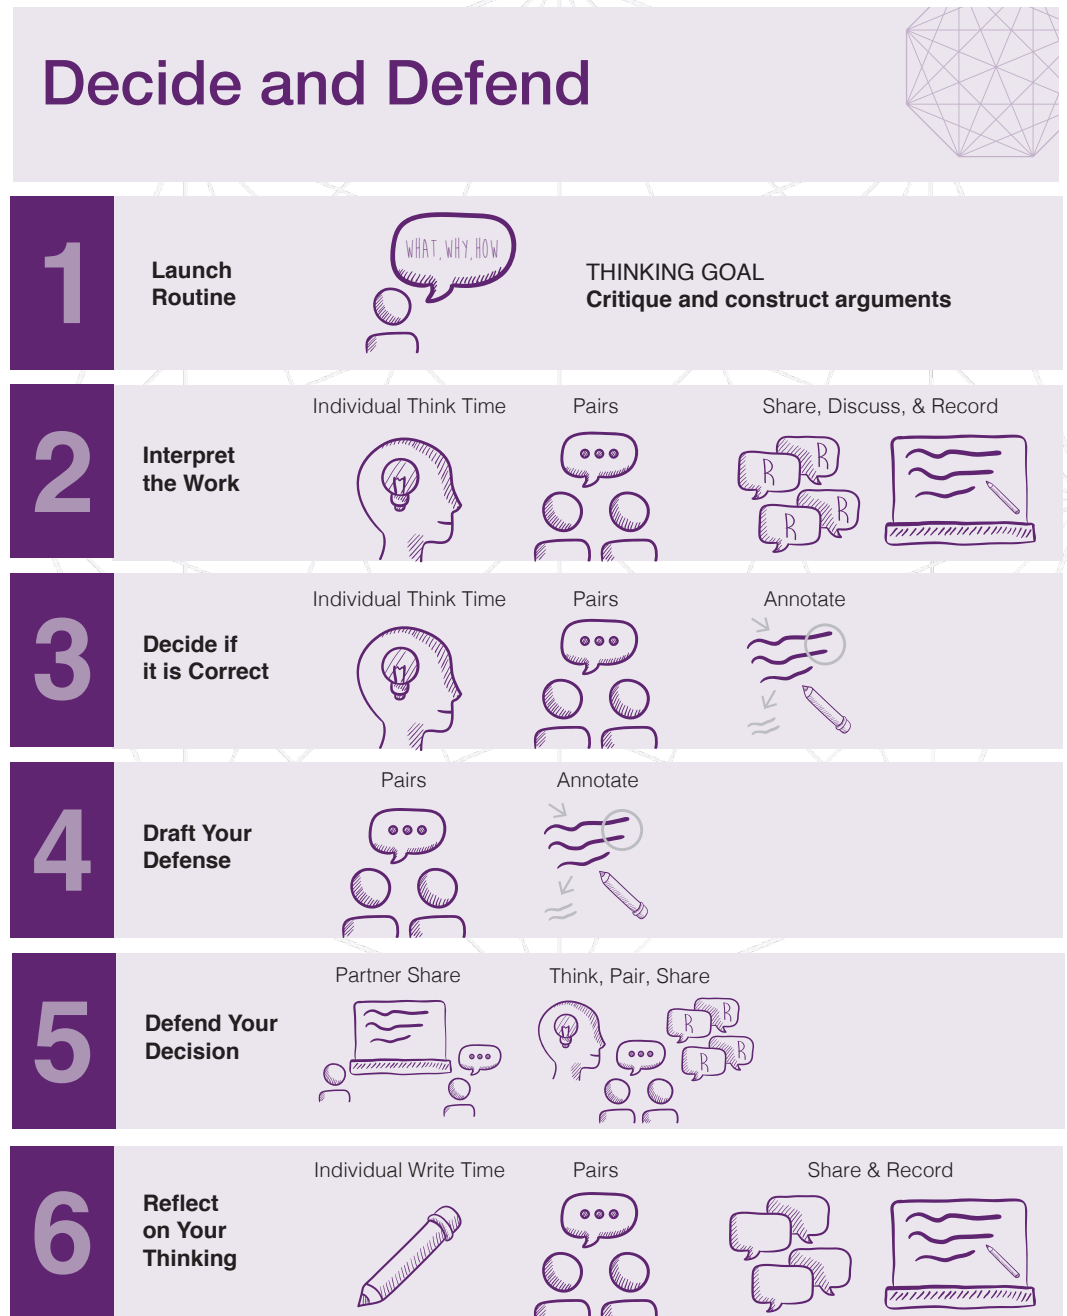 Decide and Defend
1
Launch
Routine
WHAT, WHY, HOW
THINKING GOAL
Critique and construct arguments
2
Interpret
the Work
Individual Think Time
Pairs
Share, Discuss, & Record
R
R
R
R
3
Decide if
it is Correct
Individual Think Time
Pairs
Annotate
4
Draft Your
Defense
Pairs
Annotate
5
Defend Your
Decision
Partner Share
Think, Pair, Share
R
R
R
R
6
Reflect
on Your
Thinking
Individual Write Time
Pairs
Share & Record